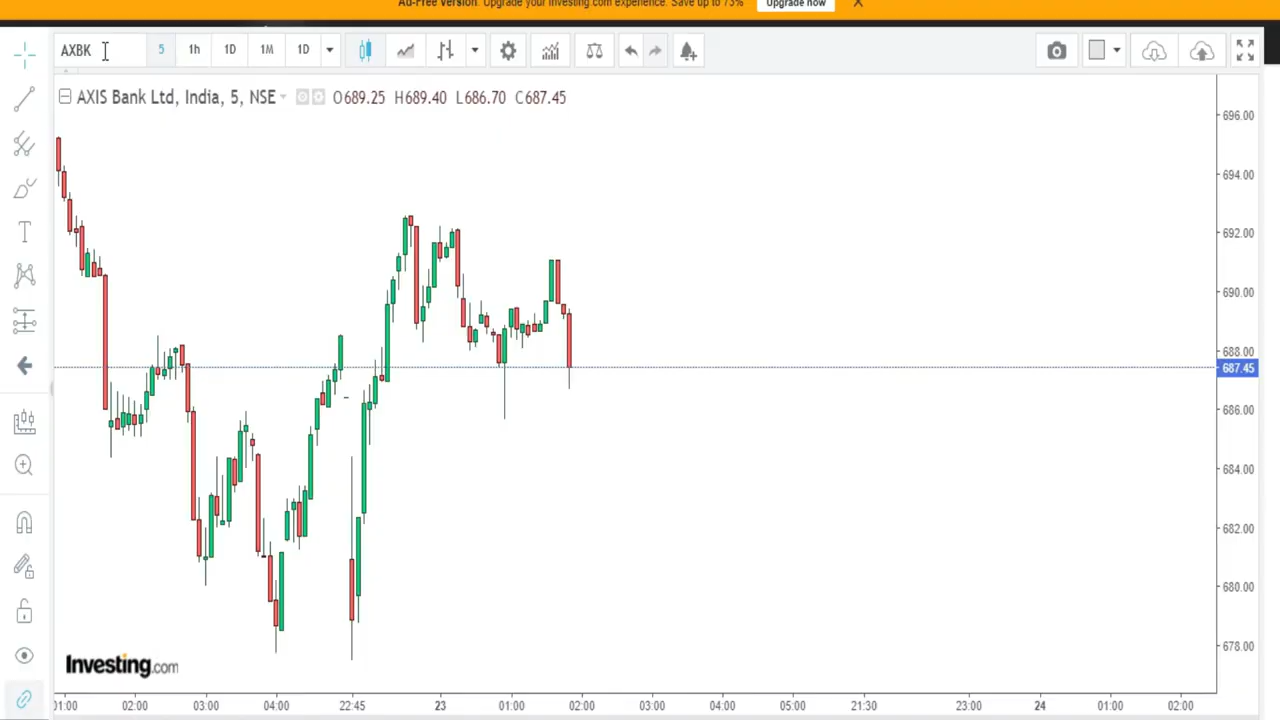 Ad-Free Version. Upgrade your Investing.com experience. Save up to 73% Upgrade now X
AXBK 5 1h 1D 1M 1D
AXIS Bank Ltd, India, 5, NSE O689.25 H689.40 L686.70 C687.45
696.00
694.00
692.00
690.00
688.00
687.45
686.00
684.00
682.00
680.00
678.00
T
Investing.com
01:00 02:00 03:00 04:00 22:45 23 01:00 02:00 03:00 04:00 05:00 21:30 23:00 24 01:00 02:00